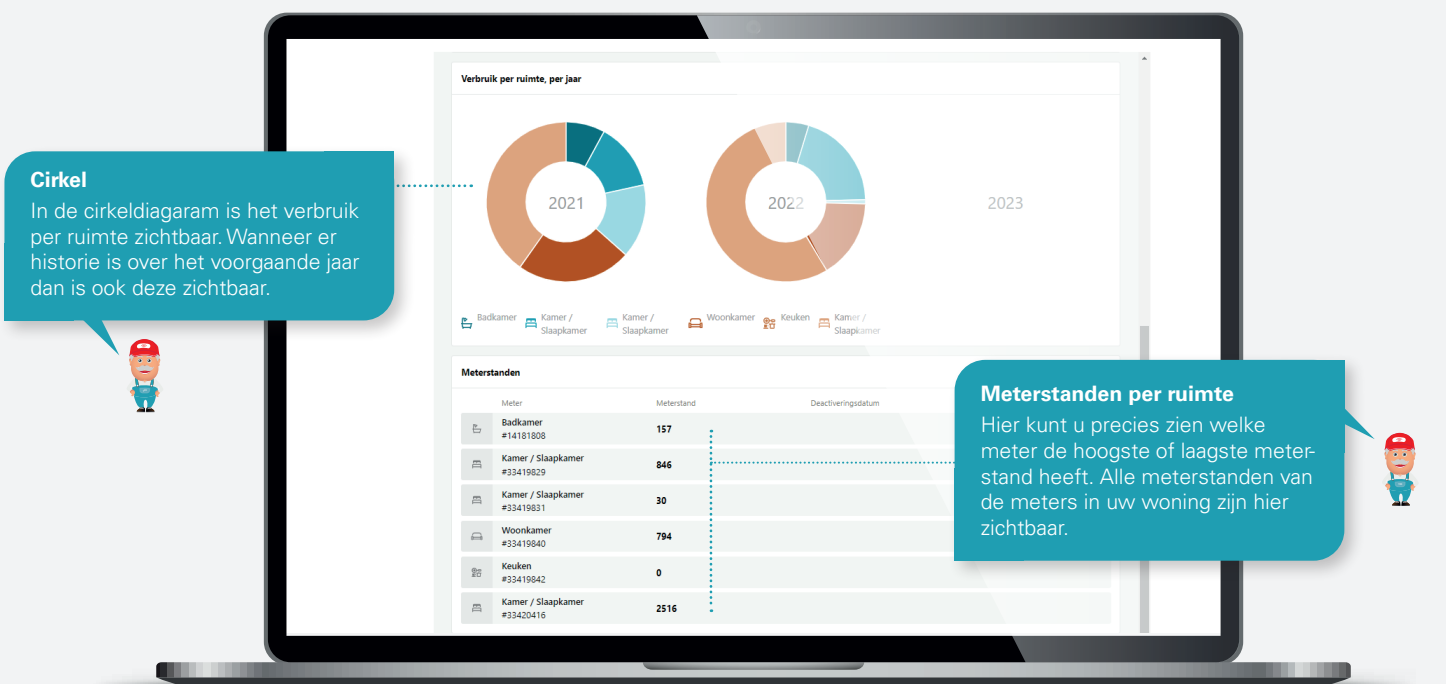 Verbruik per ruimte, per jaar
2021
2022
2023
Badkamer
Kamer /
Slaapkamer
Kamer /
Slaapkamer
Woonkamer
Keuken
Kamer /
Slaapkamer
Cirkel
In de cirkeldiagaram is het verbruik
per ruimte zichtbaar. Wanneer er
historie is over het voorgaande jaar
dan is ook deze zichtbaar.
Meterstanden
Meter Meterstand Deactiveringsdatum
Badkamer
#14181808
157
Kamer / Slaapkamer
#33419829
846
Kamer / Slaapkamer
#33419831
30
Woonkamer
#33419840
794
Keuken
#33419842
0
Kamer / Slaapkamer
#33420416
2516
Meterstanden per ruimte
Hier kunt u precies zien welke
meter de hoogste of laagste meter-
stand heeft. Alle meterstanden van
de meters in uw woning zijn hier
zichtbaar.